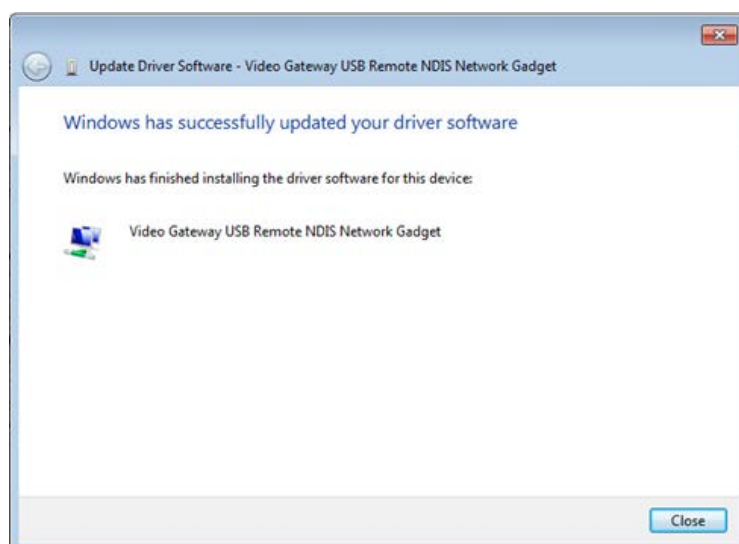 Update Driver Software - Video Gateway USB Remote NDIS Network Gadget
Windows has successfully updated your driver software
Windows has finished installing the driver software for this device:
Video Gateway USB Remote NDIS Network Gadget
Close